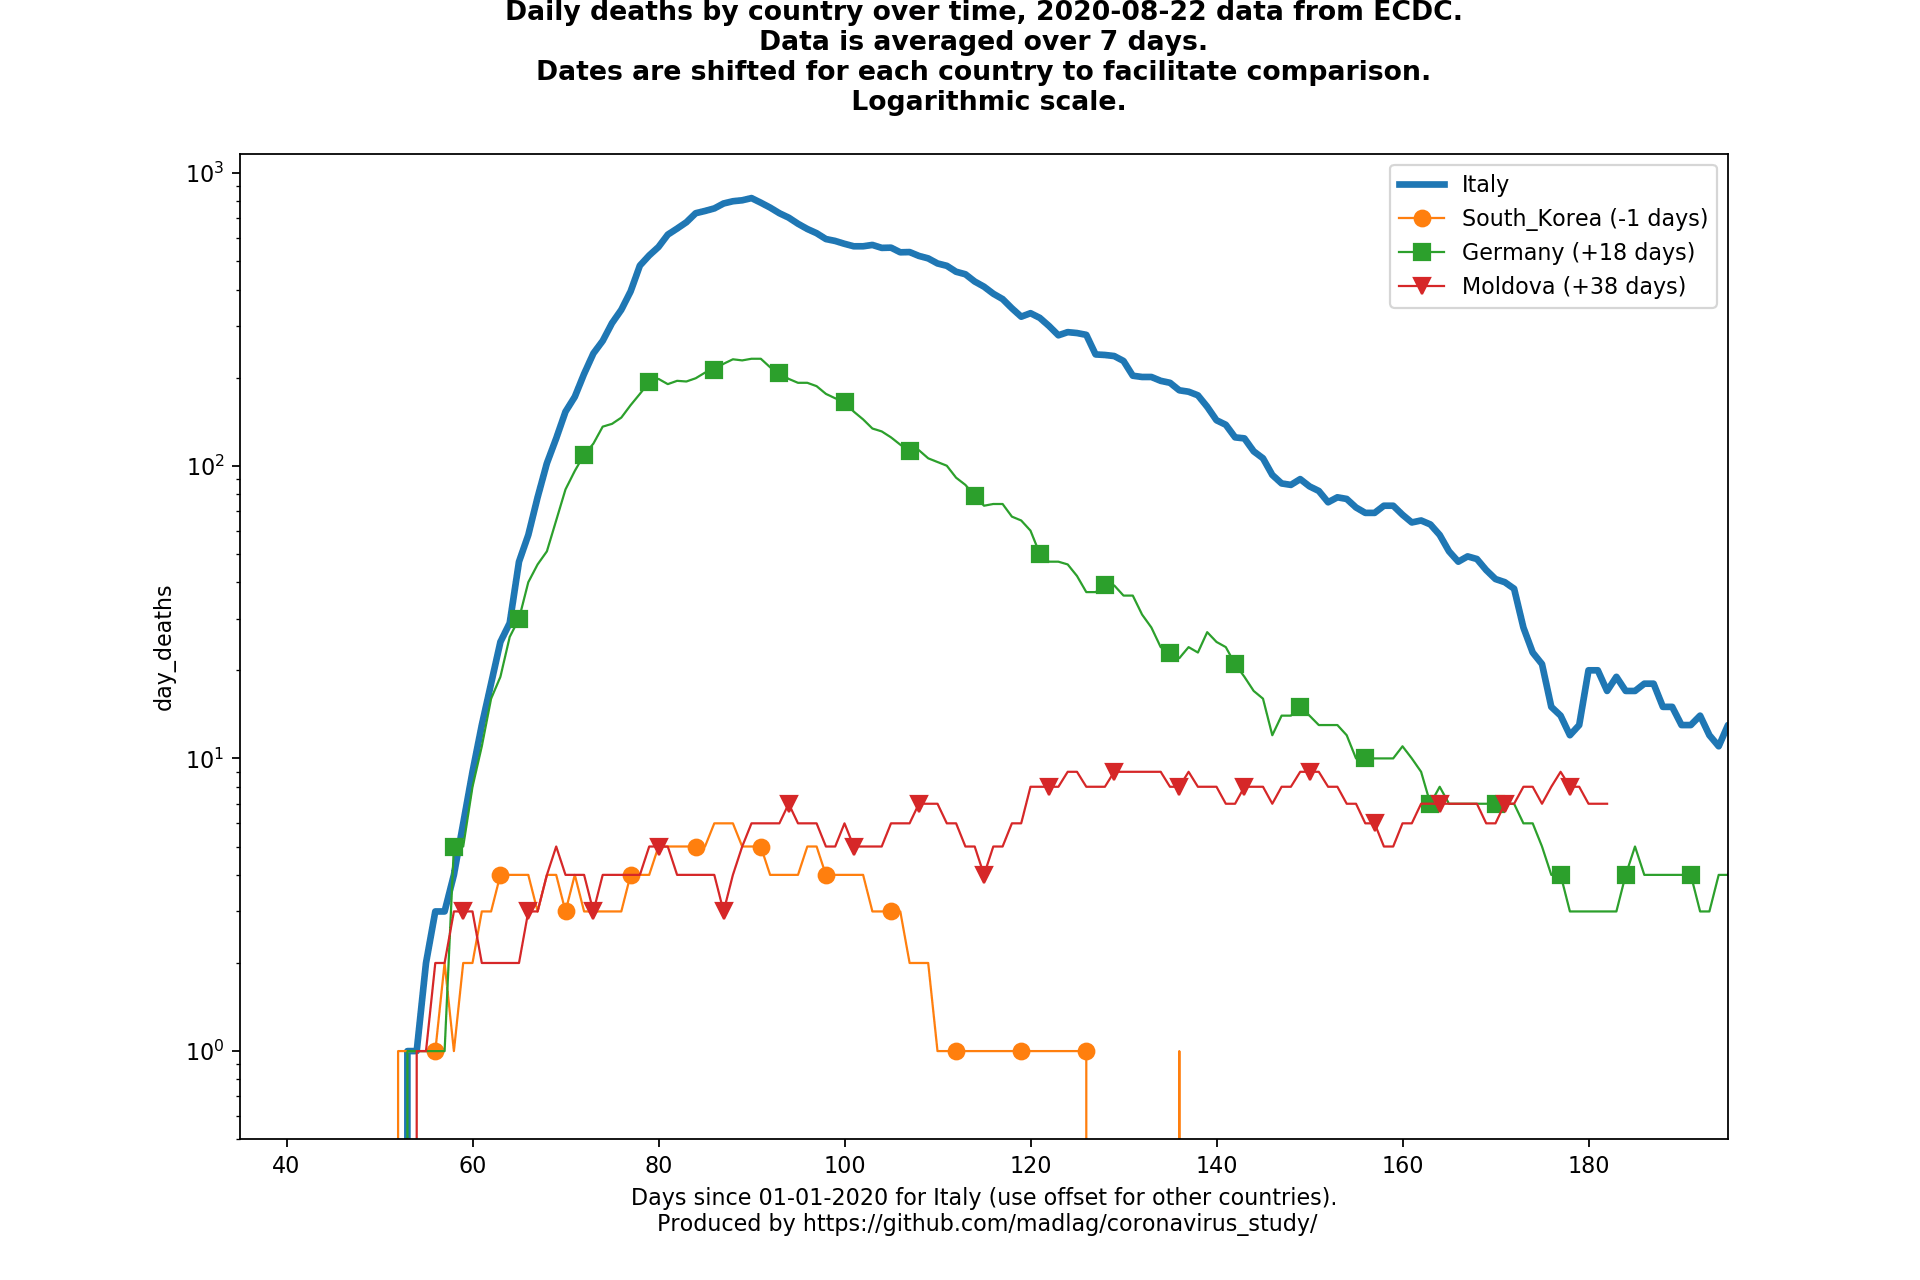 Daily deaths by country over time, 2020-08-22 data from ECDC.
Data is averaged over 7 days.
Dates are shifted for each country to facilitate comparison.
Logarithmic scale.
10³
10²
10¹
10⁰
day_deaths
Italy
South_Korea (-1 days)
Germany (+18 days)
Moldova (+38 days)
40 60 80 100 120 140 160 180
Days since 01-01-2020 for Italy (use offset for other countries).
Produced by https://github.com/madlag/coronavirus_study/